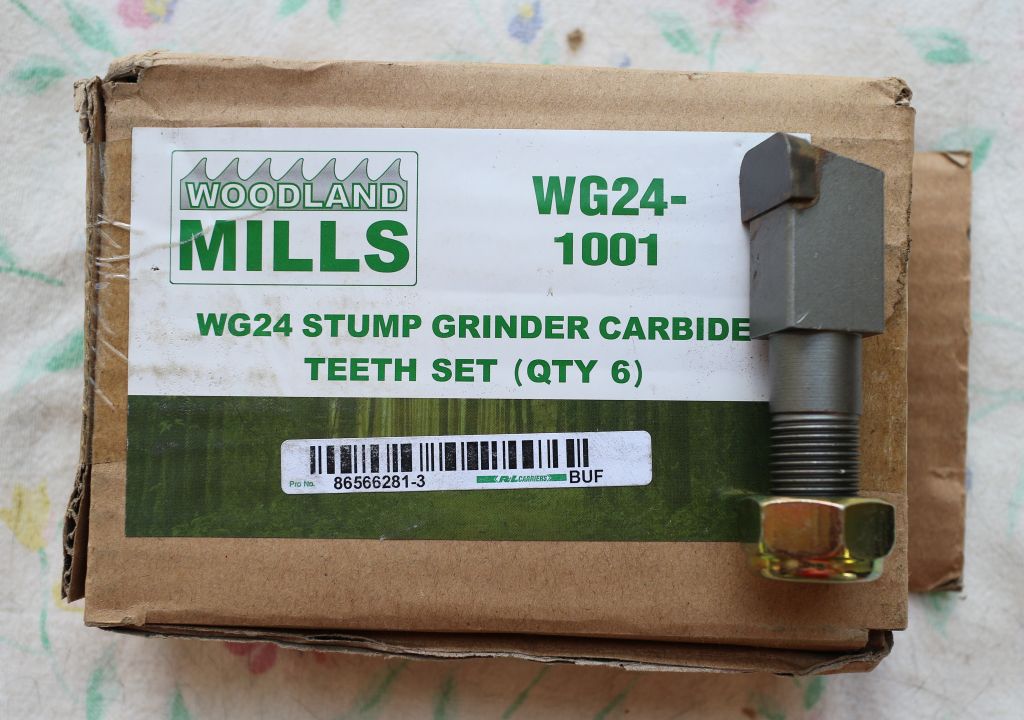 WOODLAND
MILLS
WG24-
1001
WG24 STUMP GRINDER CARBIDE
TEETH SET (QTY 6)
Pro No. 86566281-3 R+L CARRIERS BUF